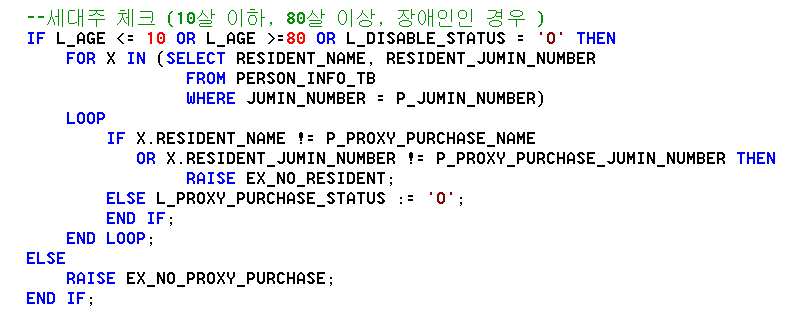 --세대주 체크 (10살 이하, 80살 이상, 장애인인 경우 )
IF L_AGE <= 10 OR L_AGE >=80 OR L_DISABLE_STATUS = 'O' THEN
FOR X IN (SELECT RESIDENT_NAME, RESIDENT_JUMIN_NUMBER
FROM PERSON_INFO_TB
WHERE JUMIN_NUMBER = P_JUMIN_NUMBER)
LOOP
IF X.RESIDENT_NAME != P_PROXY_PURCHASE_NAME
OR X.RESIDENT_JUMIN_NUMBER != P_PROXY_PURCHASE_JUMIN_NUMBER THEN
RAISE EX_NO_RESIDENT;
ELSE L_PROXY_PURCHASE_STATUS := 'O';
END IF;
END LOOP;
ELSE
RAISE EX_NO_PROXY_PURCHASE;
END IF;